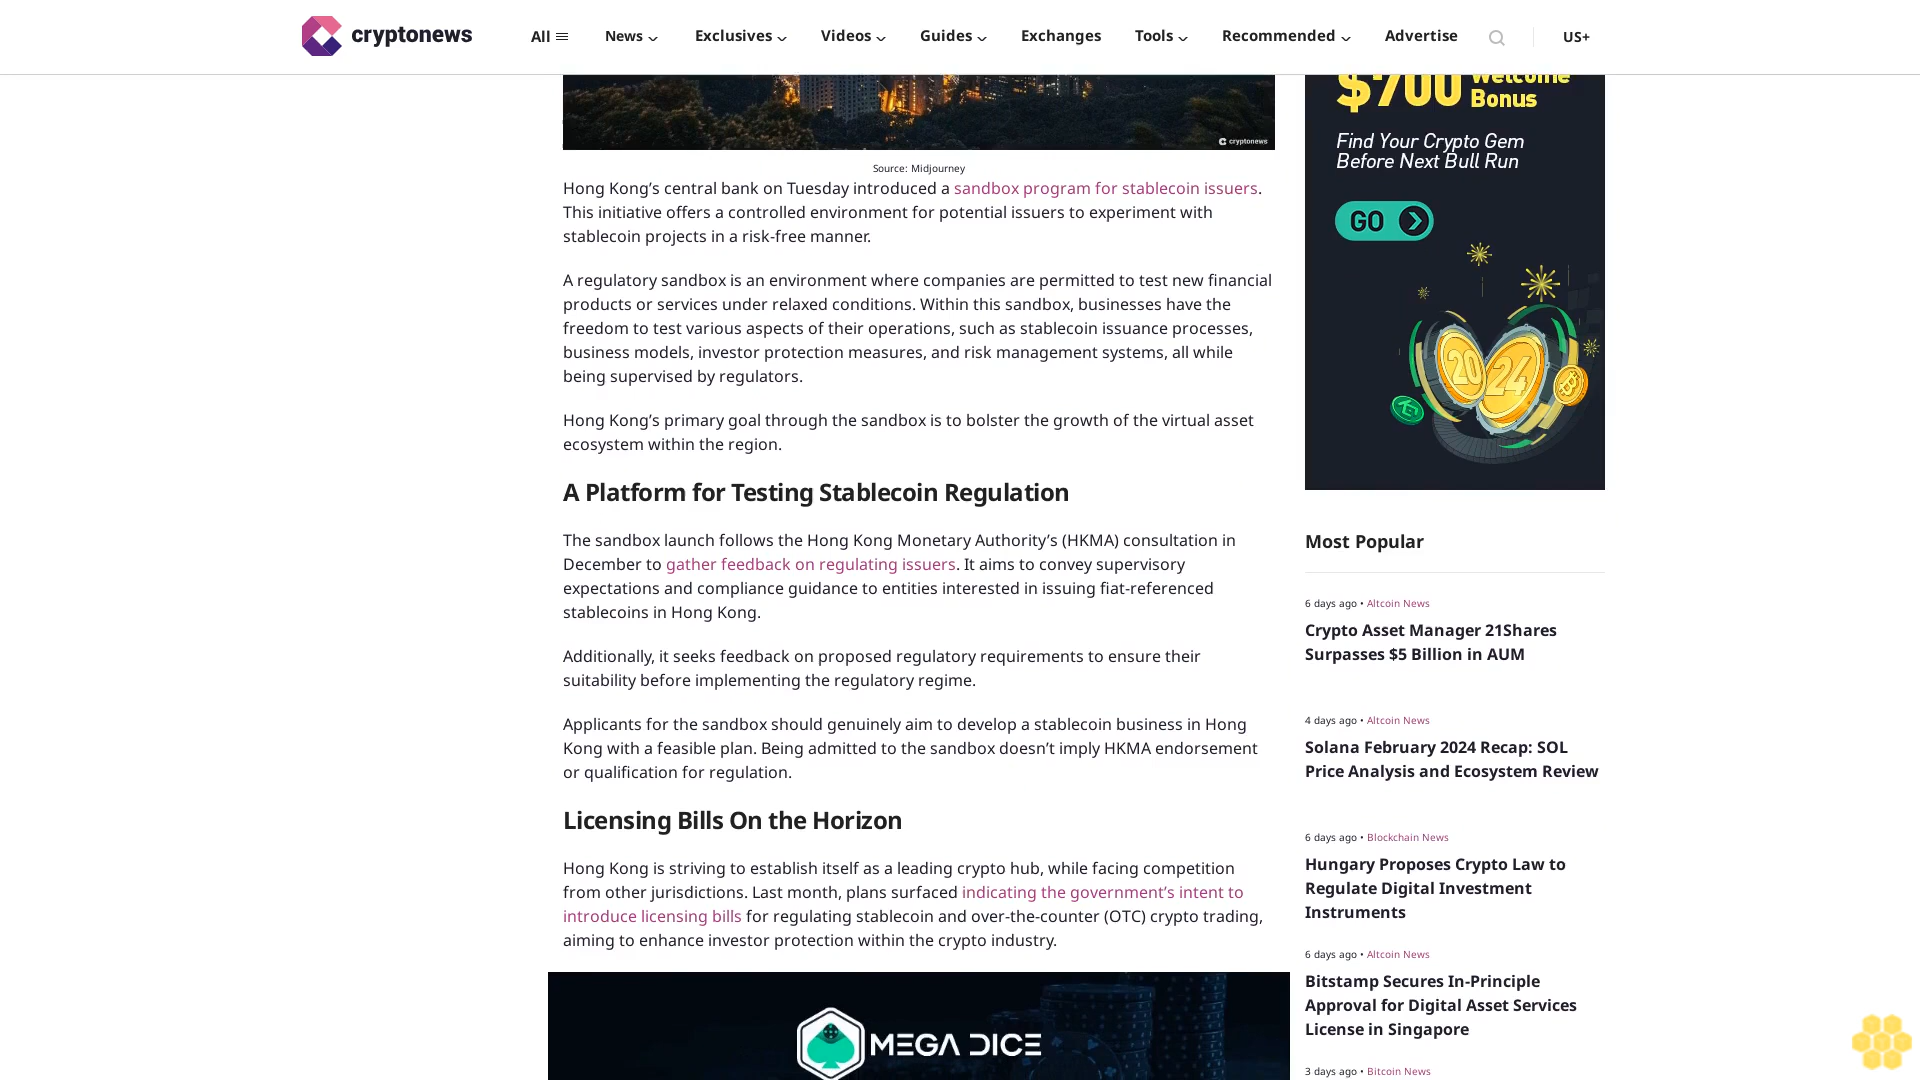 cryptonews
All
News
Exclusives
Videos
Guides
Exchanges
Tools
Recommended
Advertise
US+
cryptonews
Source: Midjourney
Hong Kong’s central bank on Tuesday introduced a sandbox program for stablecoin issuers.
This initiative offers a controlled environment for potential issuers to experiment with
stablecoin projects in a risk-free manner.
A regulatory sandbox is an environment where companies are permitted to test new financial
products or services under relaxed conditions. Within this sandbox, businesses have the
freedom to test various aspects of their operations, such as stablecoin issuance processes,
business models, investor protection measures, and risk management systems, all while
being supervised by regulators.
Hong Kong’s primary goal through the sandbox is to bolster the growth of the virtual asset
ecosystem within the region.
A Platform for Testing Stablecoin Regulation
The sandbox launch follows the Hong Kong Monetary Authority’s (HKMA) consultation in
December to gather feedback on regulating issuers. It aims to convey supervisory
expectations and compliance guidance to entities interested in issuing fiat-referenced
stablecoins in Hong Kong.
Additionally, it seeks feedback on proposed regulatory requirements to ensure their
suitability before implementing the regulatory regime.
Applicants for the sandbox should genuinely aim to develop a stablecoin business in Hong
Kong with a feasible plan. Being admitted to the sandbox doesn’t imply HKMA endorsement
or qualification for regulation.
Licensing Bills On the Horizon
Hong Kong is striving to establish itself as a leading crypto hub, while facing competition
from other jurisdictions. Last month, plans surfaced indicating the government’s intent to
introduce licensing bills for regulating stablecoin and over-the-counter (OTC) crypto trading,
aiming to enhance investor protection within the crypto industry.
MEGA DICE
$700 Welcome
Bonus
Find Your Crypto Gem
Before Next Bull Run
GO
20 24
Most Popular
6 days ago • Altcoin News
Crypto Asset Manager 21Shares
Surpasses $5 Billion in AUM
4 days ago • Altcoin News
Solana February 2024 Recap: SOL
Price Analysis and Ecosystem Review
6 days ago • Blockchain News
Hungary Proposes Crypto Law to
Regulate Digital Investment
Instruments
6 days ago • Altcoin News
Bitstamp Secures In-Principle
Approval for Digital Asset Services
License in Singapore
3 days ago • Bitcoin News